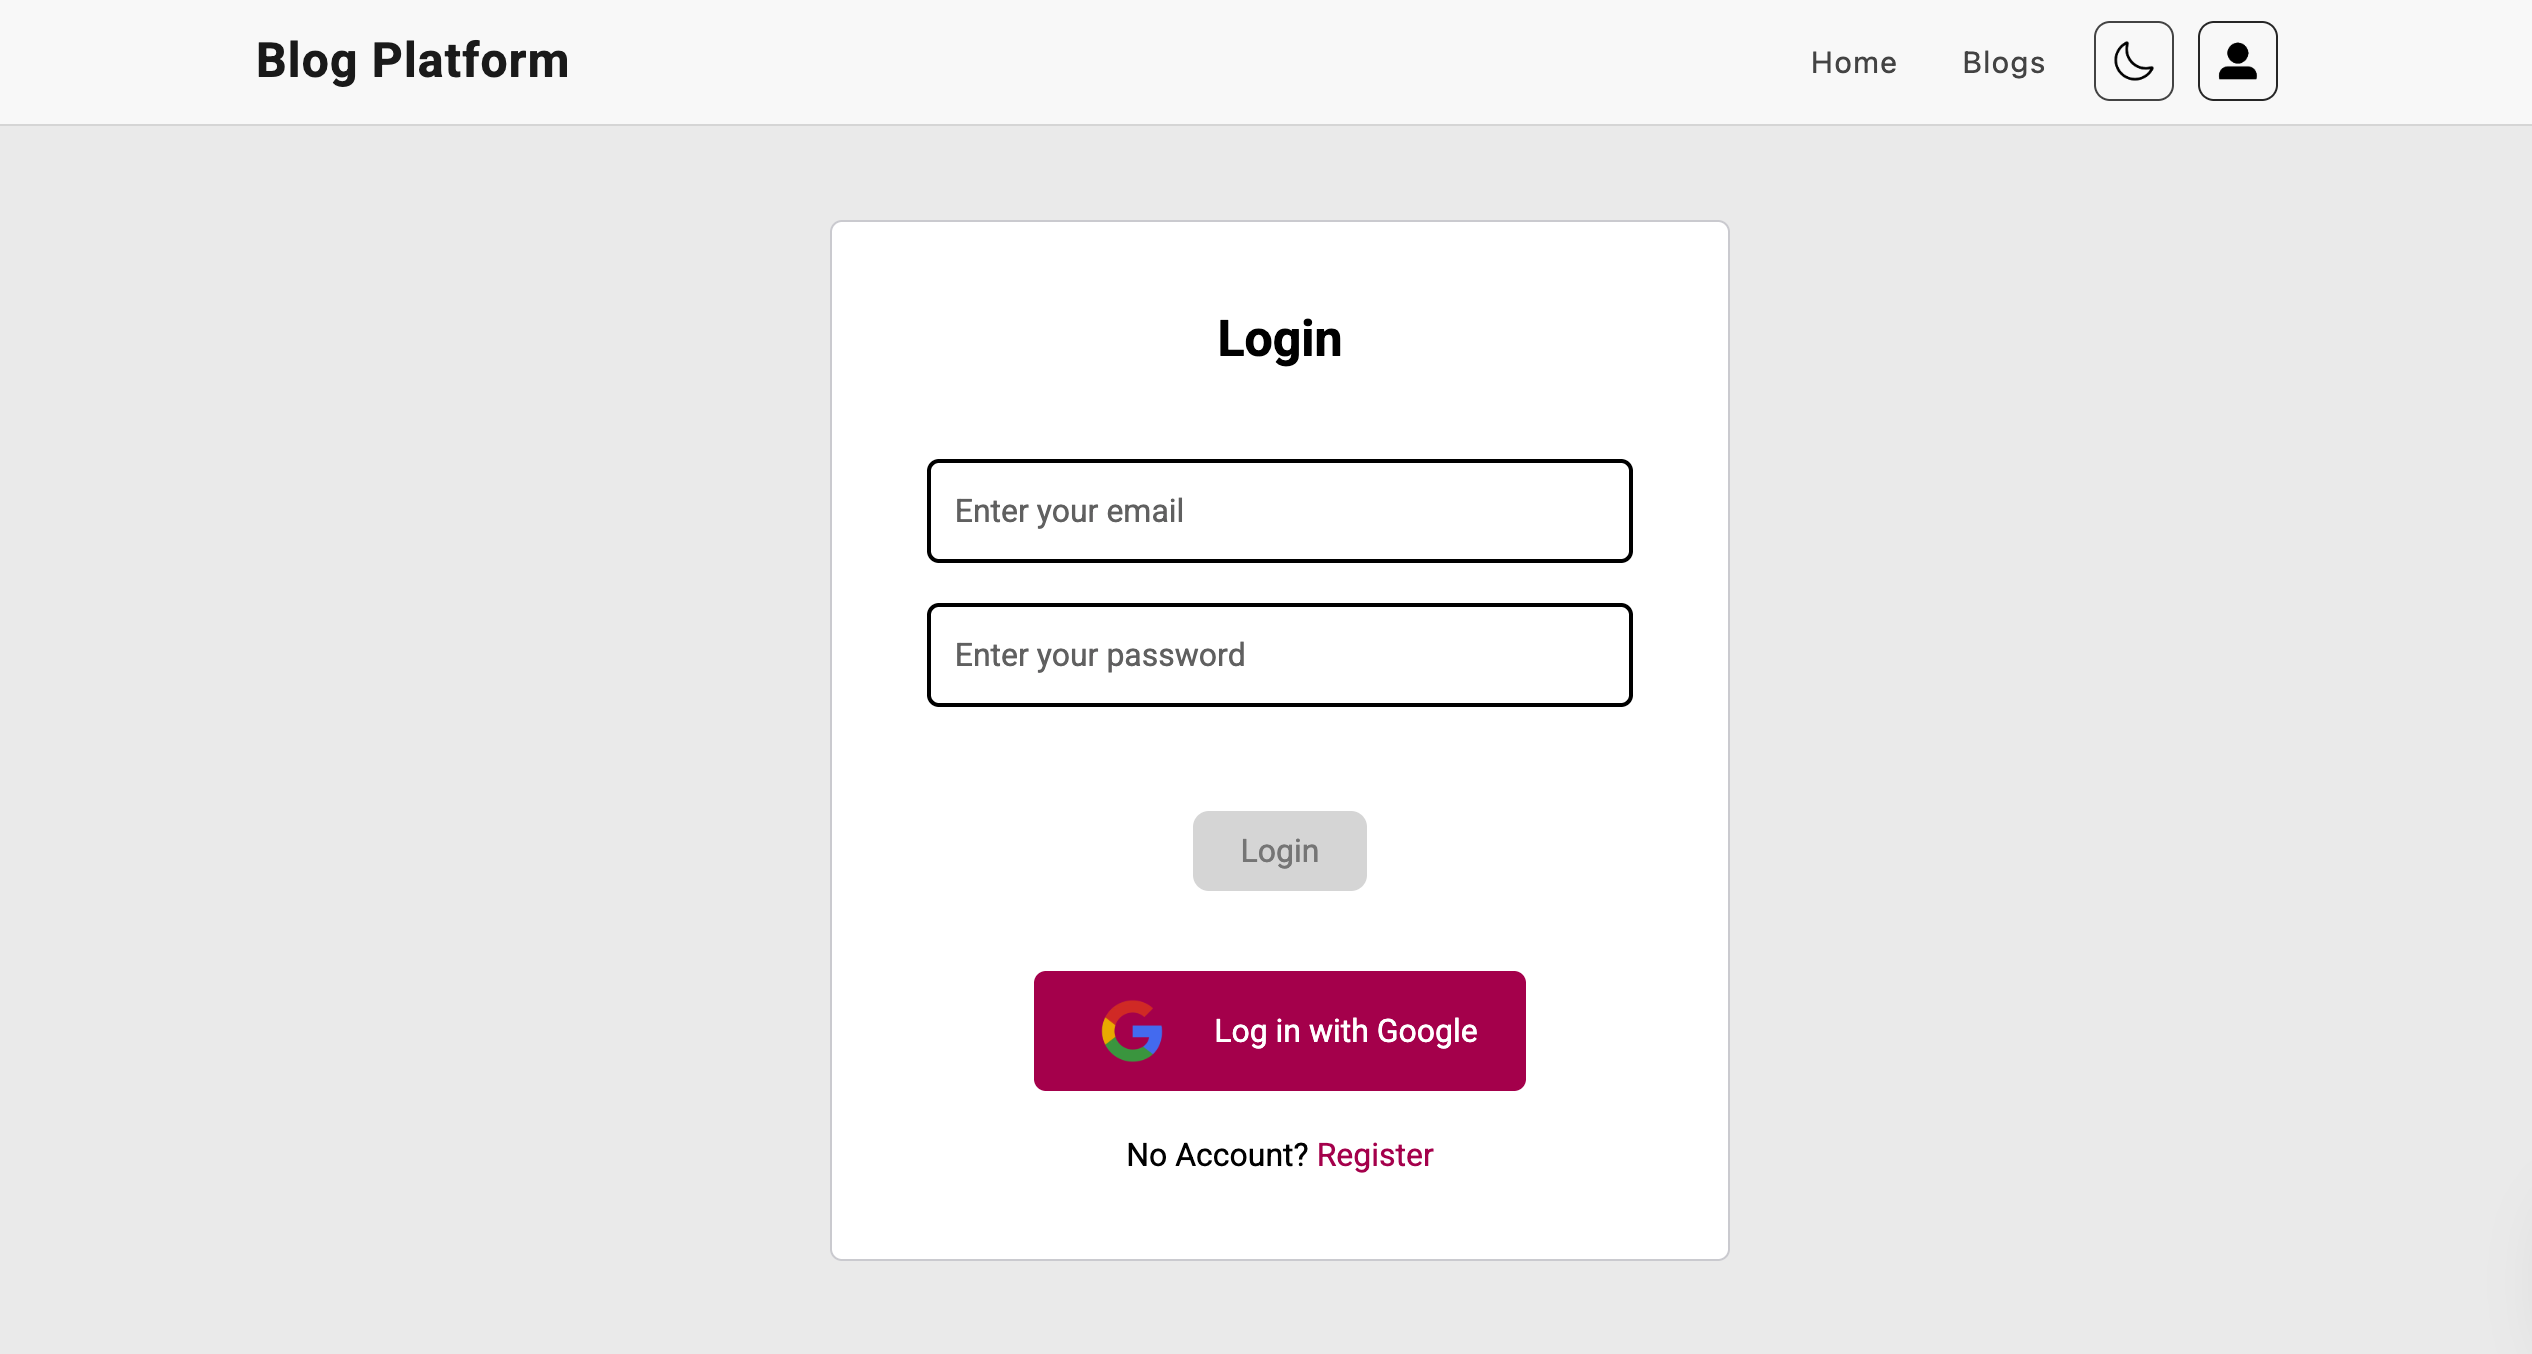 Blog Platform
Home
Blogs
Login
Enter your email
Enter your password
Login
Log in with Google
No Account? Register